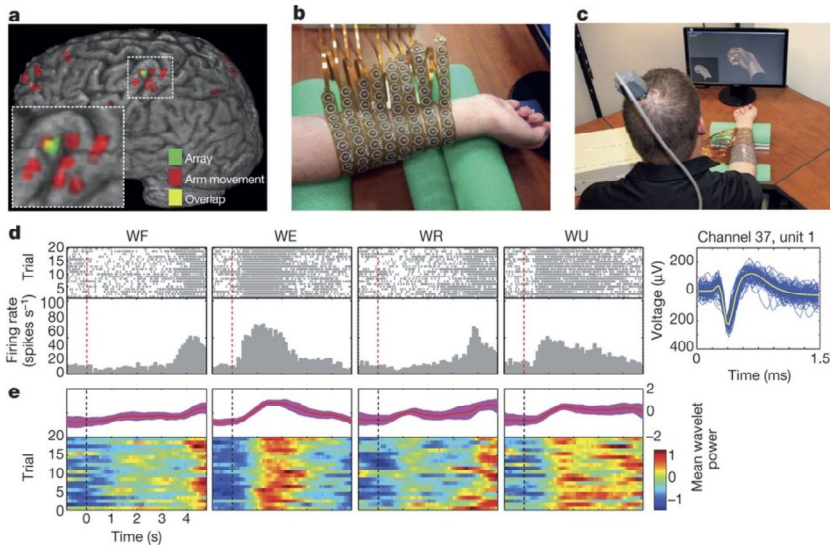 a
b
c
Array
Arm movement
Overlap
d
WF
WE
WR
WU
Channel 37, unit 1
Trial
20
15
10
5
Firing rate
(spikes s⁻¹)
100
80
60
40
20
0
Voltage (µV)
200
0
200
400
0
1.5
Time (ms)
e
2
0
−2
Trial
20
15
10
5
0
0
1
2
3
4
Time (s)
1
0
−1
Mean wavelet
power